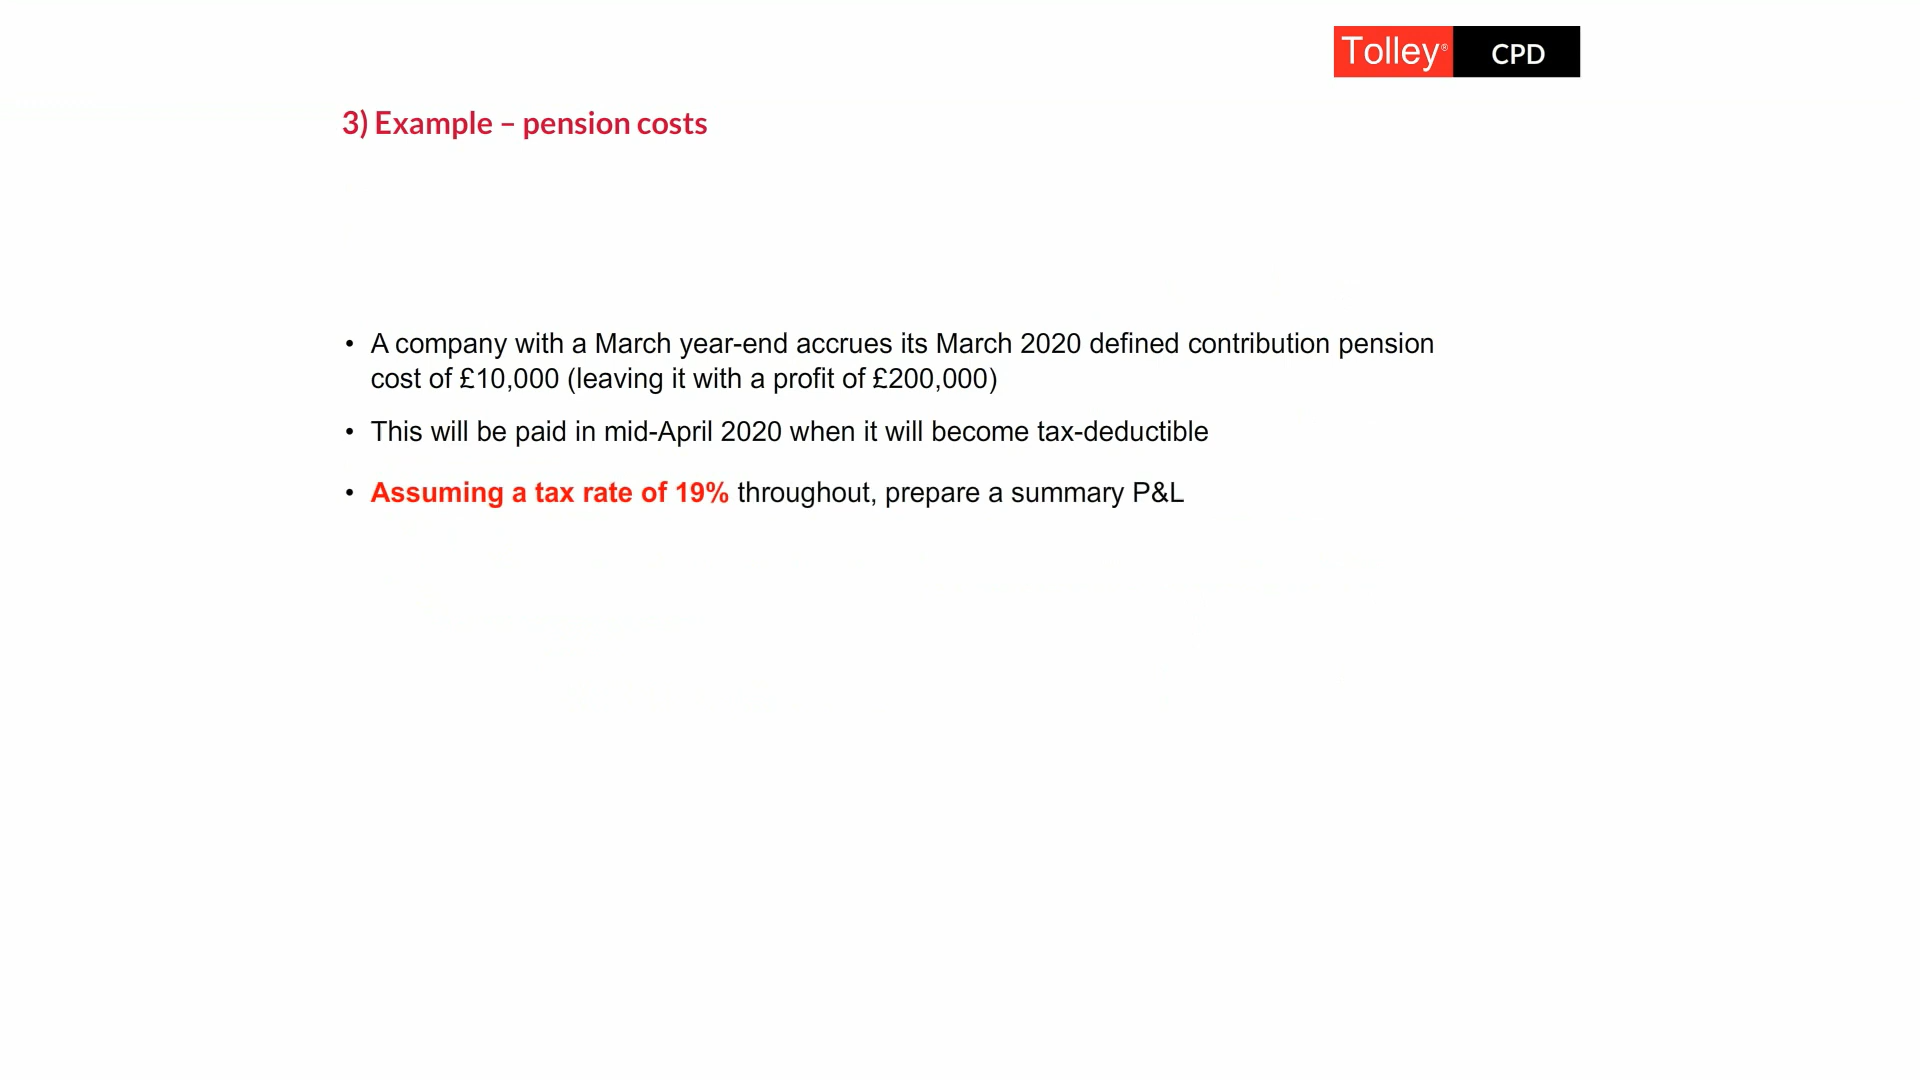 Tolley® CPD
3) Example – pension costs
• A company with a March year-end accrues its March 2020 defined contribution pension
cost of £10,000 (leaving it with a profit of £200,000)
• This will be paid in mid-April 2020 when it will become tax-deductible
• Assuming a tax rate of 19% throughout, prepare a summary P&L